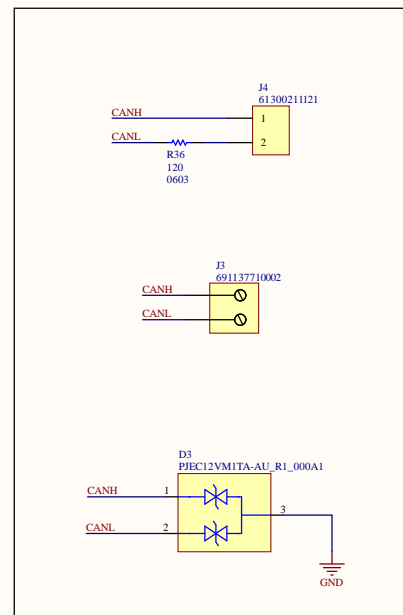 J4
61300211121
CANH
1
CANL
2
R36
120
0603
J3
691137710002
CANH
CANL
D3
PJEC12VM1TA-AU_R1_000A1
CANH
1
3
CANL
2
GND